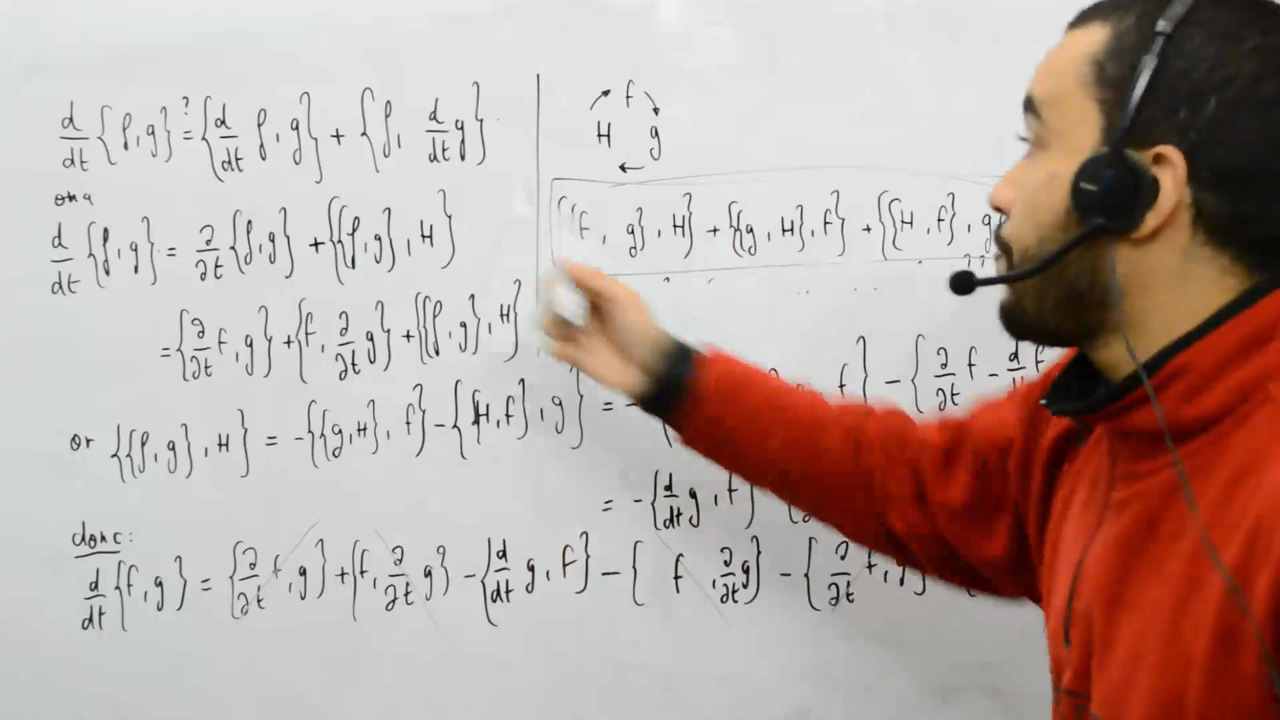 d/dt {f, g} ?= {d/dt f, g} + {f, d/dt g}
on a
d/dt {f, g} = ∂/∂t {f, g} + {{f, g}, H}
= {∂/∂t f, g} + {f, ∂/∂t g} + {{f, g}, H}
or {{f, g}, H} = -{{g, H}, f} - {{H, f}, g}
donc:
d/dt {f, g} = {∂/∂t f, g} + {f, ∂/∂t g} - {d/dt g, f} - { f, ∂/∂t g} - {∂/∂t f, g
f
H g
{{f, g}, H} + {{g, H}, f} + {{H, f}, g
= - f} - {∂/∂t f - d/dt f
= -{d/dt g, f}